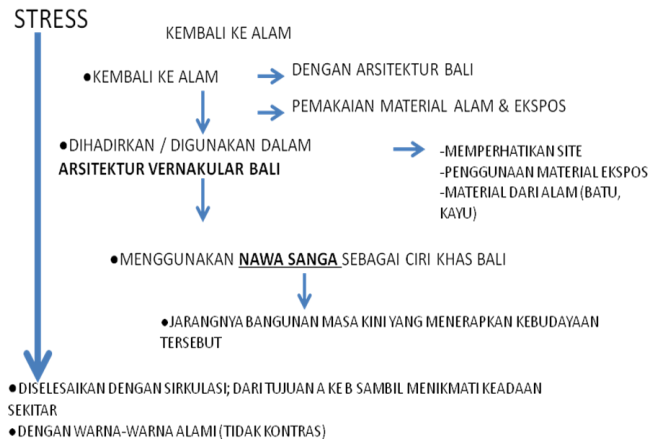 STRESS
KEMBALI KE ALAM
●KEMBALI KE ALAM
DENGAN ARSITEKTUR BALI
PEMAKAIAN MATERIAL ALAM & EKSPOS
●DIHADIRKAN / DIGUNAKAN DALAM
ARSITEKTUR VERNAKULAR BALI
-MEMPERHATIKAN SITE
-PENGGUNAAN MATERIAL EKSPOS
-MATERIAL DARI ALAM (BATU,
KAYU)
●MENGGUNAKAN NAWA SANGA SEBAGAI CIRI KHAS BALI
●JARANGNYA BANGUNAN MASA KINI YANG MENERAPKAN KEBUDAYAAN
TERSEBUT
●DISELESAIKAN DENGAN SIRKULASI; DARI TUJUAN A KE B SAMBIL MENIKMATI KEADAAN
SEKITAR
●DENGAN WARNA-WARNA ALAMI (TIDAK KONTRAS)